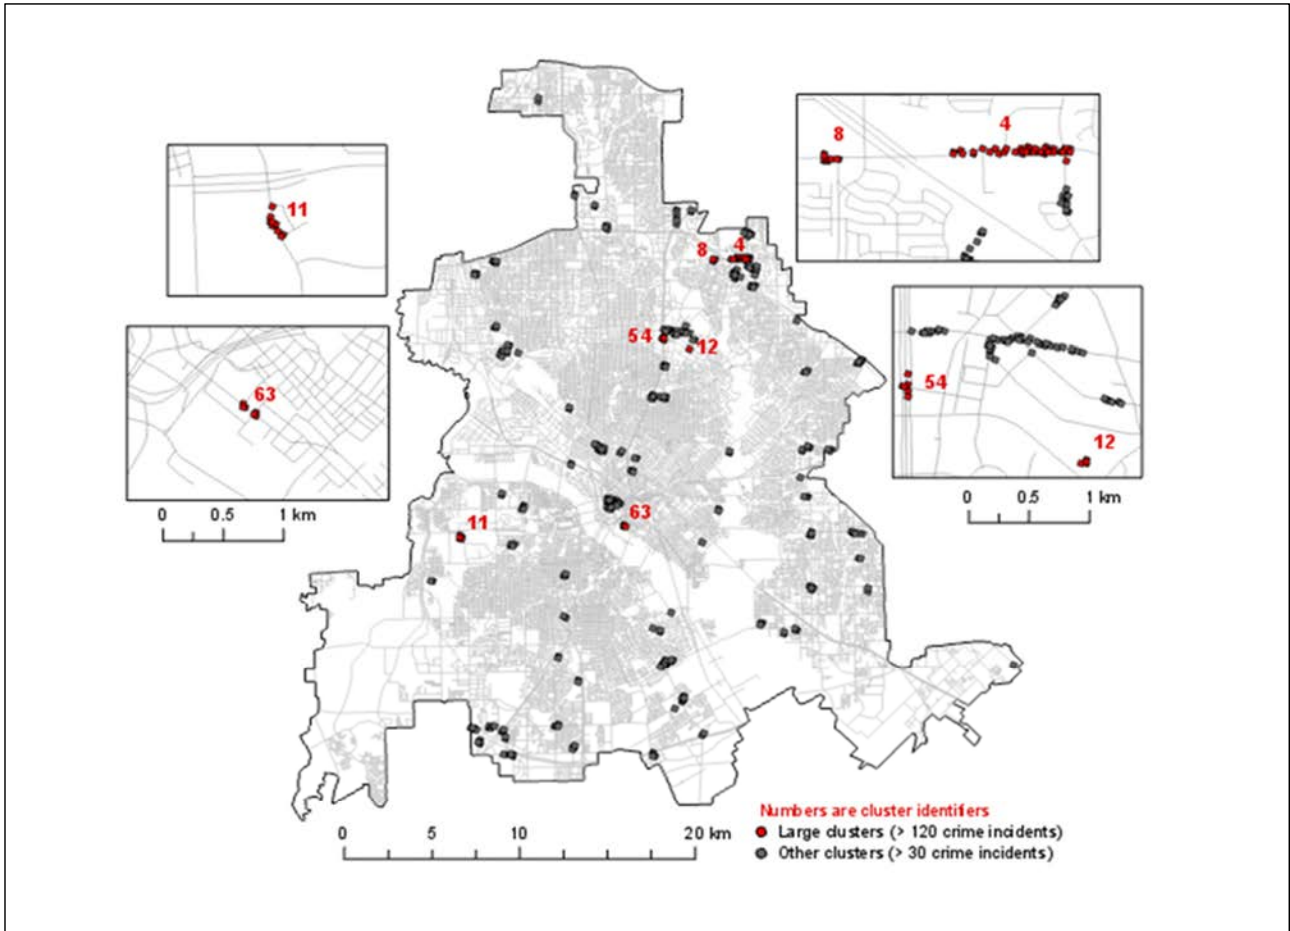 8
4
11
8
4
63
54
12
54
12
0 0.5 1 km
0 0.5 1 km
11
63
Numbers are cluster identifiers
0 5 10 20 km
Large clusters (> 120 crime incidents)
Other clusters (> 30 crime incidents)